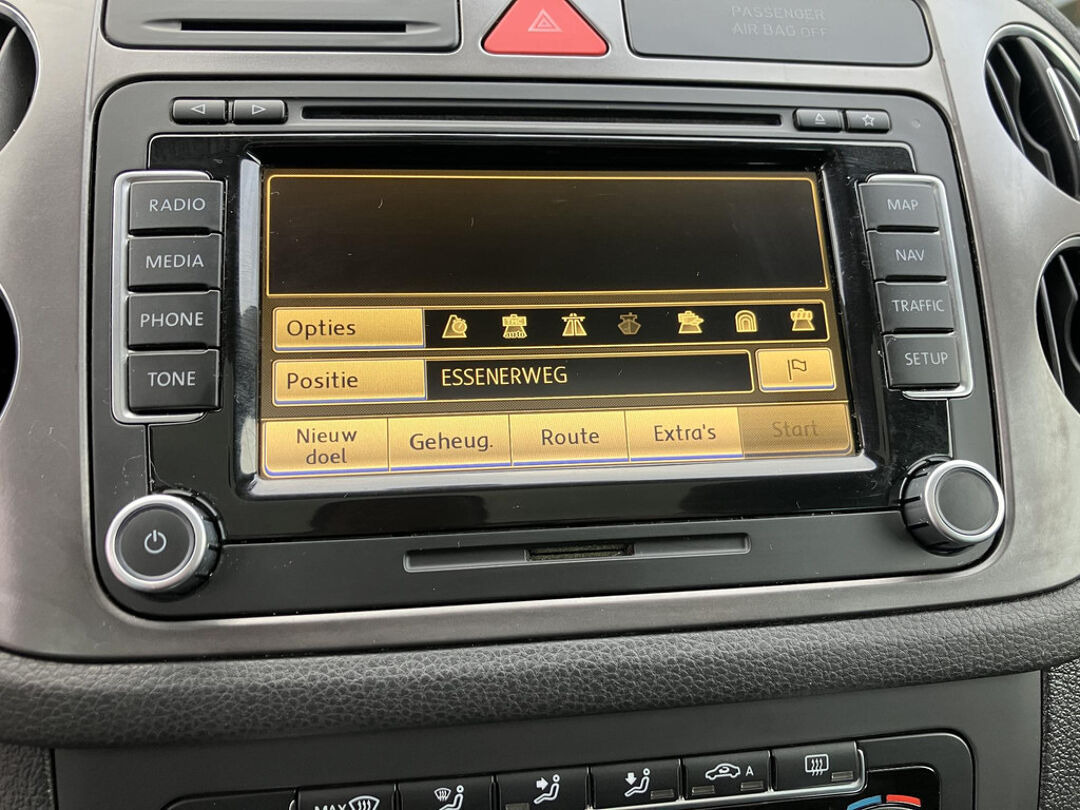 PASSENGER
AIR BAG OFF
RADIO
MEDIA
PHONE
TONE
MAP
NAV
TRAFFIC
SETUP
Opties
TMC
Positie
ESSENERWEG
Nieuw
doel
Geheug.
Route
Extra's
Start
MAX
A